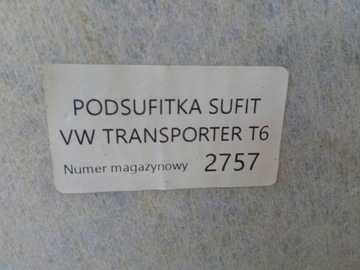 PODSUFITKA SUFIT
VW TRANSPORTER T6
Numer magazynowy 2757